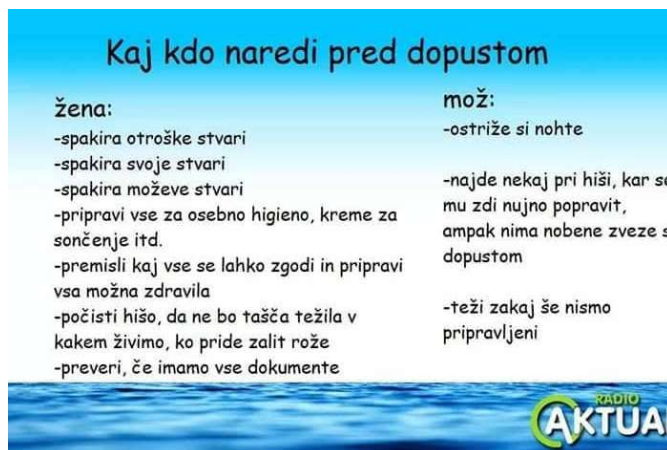 Kaj kdo naredi pred dopustom
žena:
-spakira otroške stvari
-spakira svoje stvari
-spakira moževe stvari
-pripravi vse za osebno higieno, kreme za
sončenje itd.
-premisli kaj vse se lahko zgodi in pripravi
vsa možna zdravila
-počisti hišo, da ne bo tašča težila v
kakem živimo, ko pride zalit rože
-preveri, če imamo vse dokumente
mož:
-ostriže si nohte
-najde nekaj pri hiši, kar se
mu zdi nujno popravit,
ampak nima nobene zveze s
dopustom
-teži zakaj še nismo
pripravljeni
RADIO
AKTUA